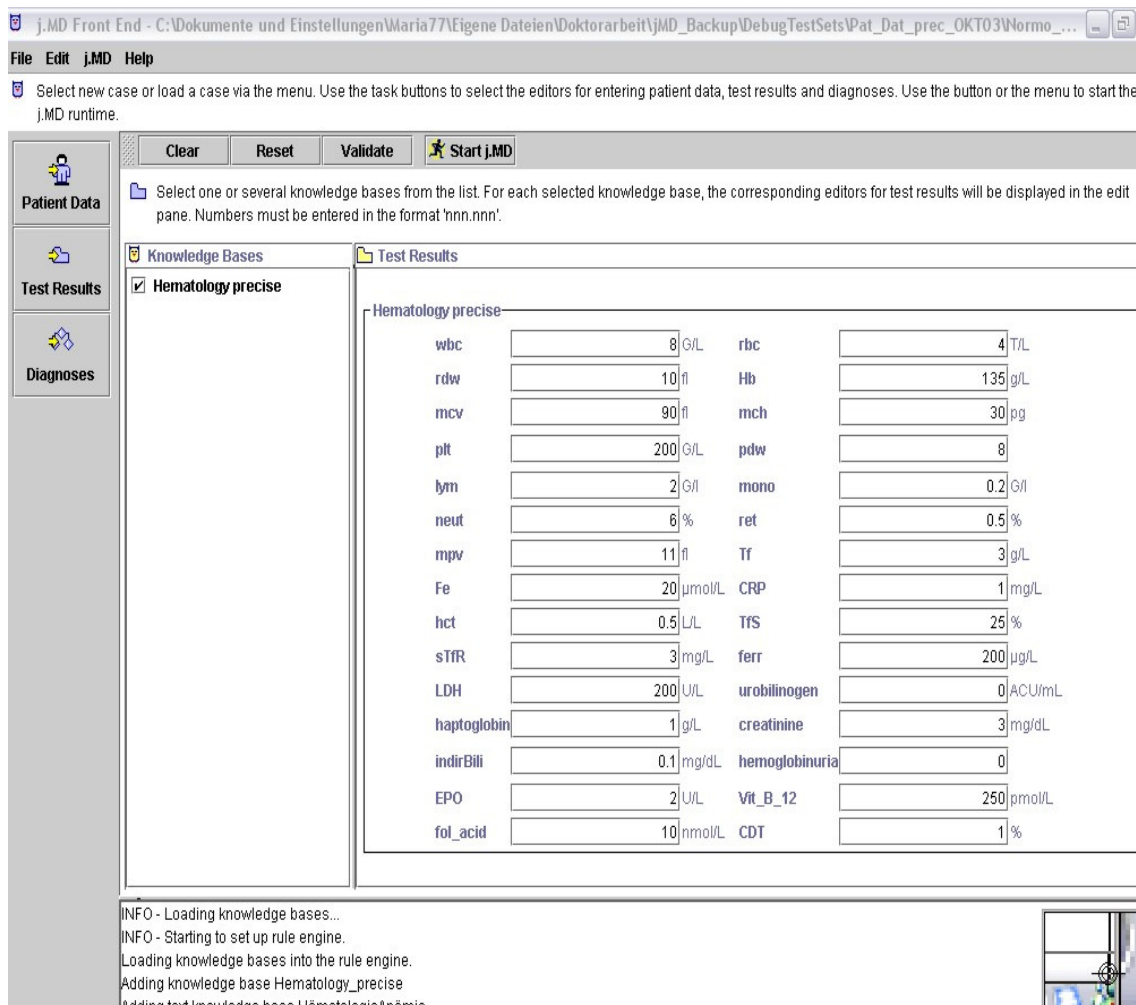 j.MD Front End - C:\Dokumente und Einstellungen\Maria77\Eigene Dateien\Doktorarbeit\jMD_Backup\DebugTestSets\Pat_Dat_prec_OKT03\Normo_...
File Edit j.MD Help
Select new case or load a case via the menu. Use the task buttons to select the editors for entering patient data, test results and diagnoses. Use the button or the menu to start the
j.MD runtime.
Clear Reset Validate Start j.MD
Patient Data
Test Results
Diagnoses
Select one or several knowledge bases from the list. For each selected knowledge base, the corresponding editors for test results will be displayed in the edit
pane. Numbers must be entered in the format 'nnn.nnn'.
Knowledge Bases
Hematology precise
Test Results
Hematology precise
wbc 8 G/L rbc 4 T/L
rdw 10 fl Hb 135 g/L
mcv 90 fl mch 30 pg
plt 200 G/L pdw 8
lym 2 G/l mono 0.2 G/l
neut 6 % ret 0.5 %
mpv 11 fl Tf 3 g/L
Fe 20 µmol/L CRP 1 mg/L
hct 0.5 L/L TfS 25 %
sTfR 3 mg/L ferr 200 µg/L
LDH 200 U/L urobilinogen 0 ACU/mL
haptoglobin 1 g/L creatinine 3 mg/dL
indirBili 0.1 mg/dL hemoglobinuria 0
EPO 2 U/L Vit_B_12 250 pmol/L
fol_acid 10 nmol/L CDT 1 %
INFO - Loading knowledge bases...
INFO - Starting to set up rule engine.
Loading knowledge bases into the rule engine.
Adding knowledge base Hematology_precise
Adding text knowledge base HämatologieAnämie